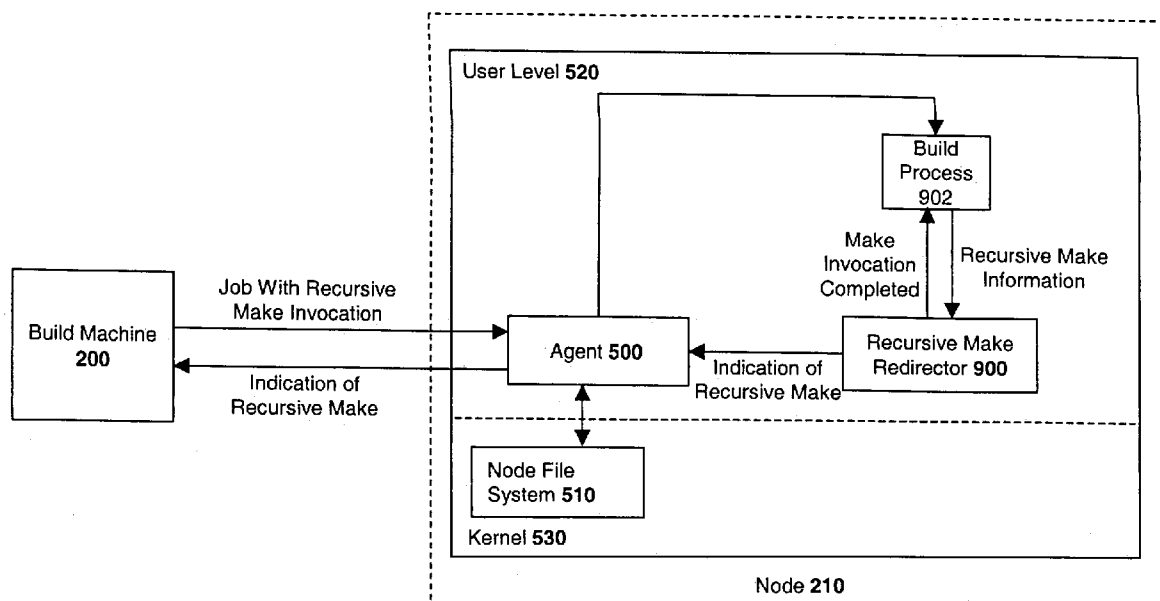 User Level 520
Build
Process
902
Make
Invocation
Completed
Recursive Make
Information
Job With Recursive
Make Invocation
Build Machine
200
Agent 500
Recursive Make
Redirector 900
Indication of
Recursive Make
Indication of
Recursive Make
Node File
System 510
Kernel 530
Node 210